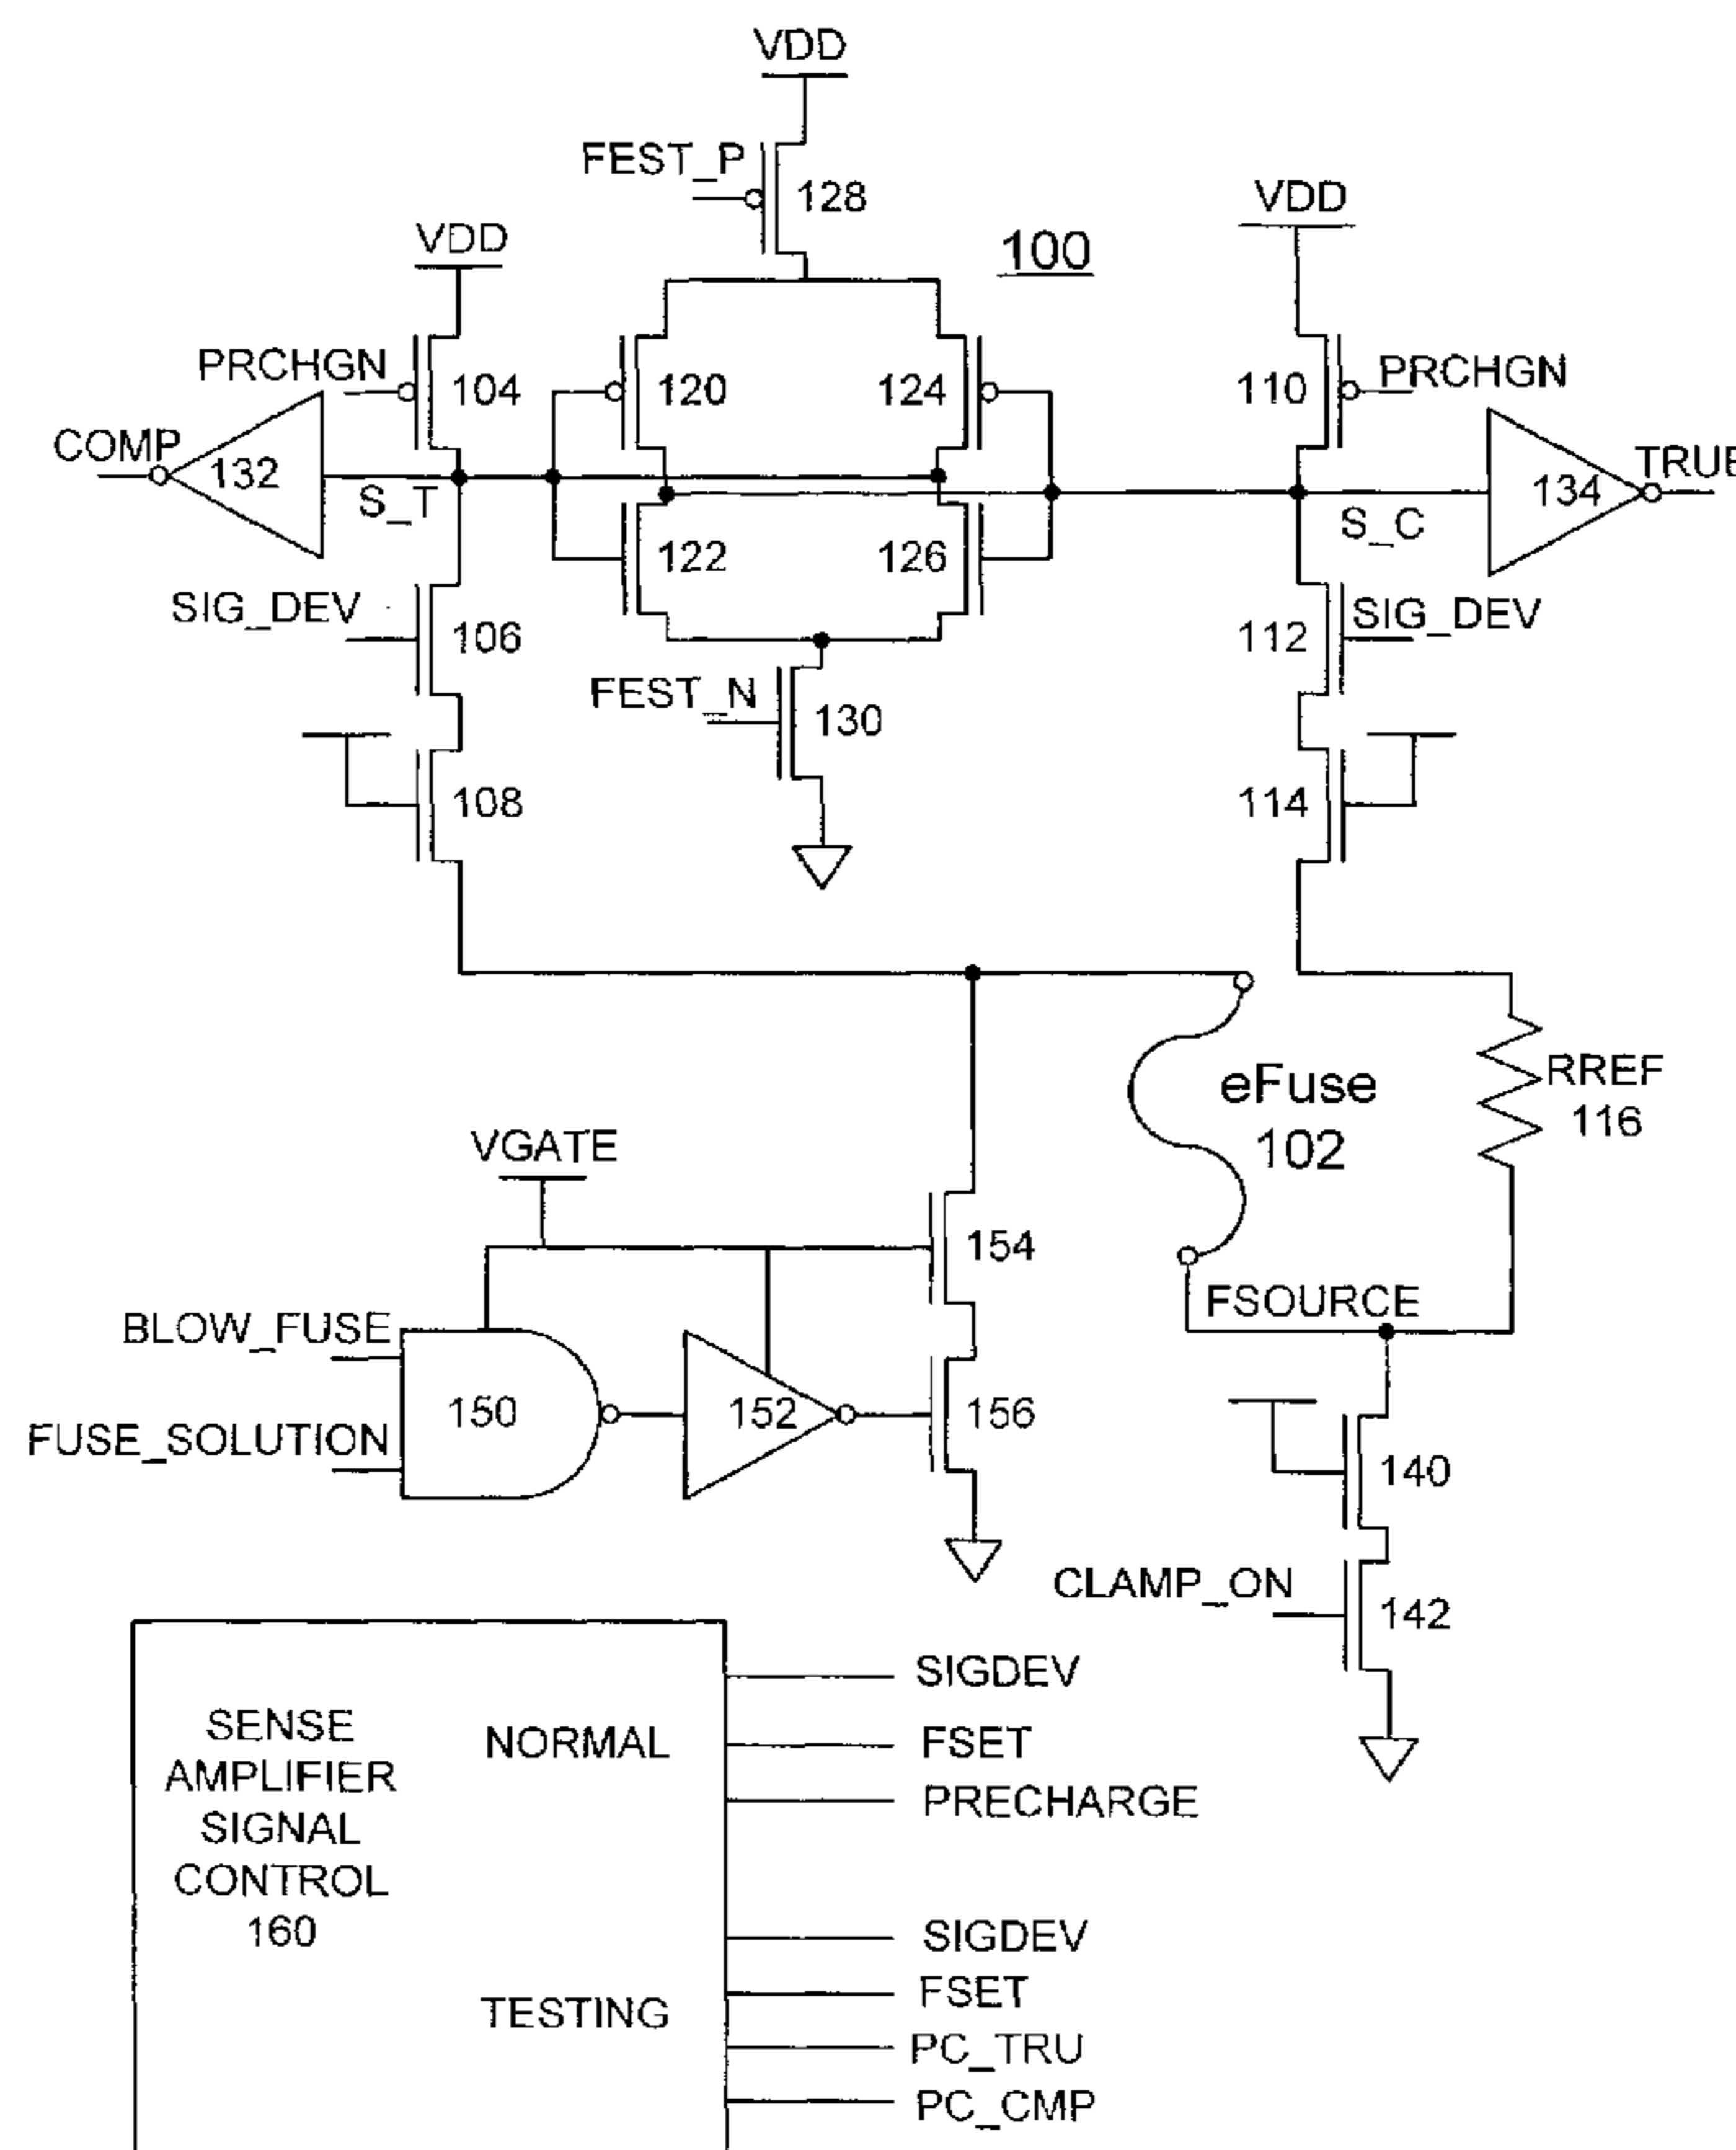 VDD
FEST_P
128
VDD
100
VDD
PRCHGN
104
120
124
110
PRCHGN
COMP
132
S_T
134
TRUE
S_C
122
126
SIG_DEV
106
112
SIG_DEV
FEST_N
130
108
114
eFuse
102
RREF
116
VGATE
154
FSOURCE
BLOW_FUSE
150
152
156
FUSE_SOLUTION
140
CLAMP_ON
142
SENSE
AMPLIFIER
SIGNAL
CONTROL
160
NORMAL
SIGDEV
FSET
PRECHARGE
TESTING
SIGDEV
FSET
PC_TRU
PC_CMP